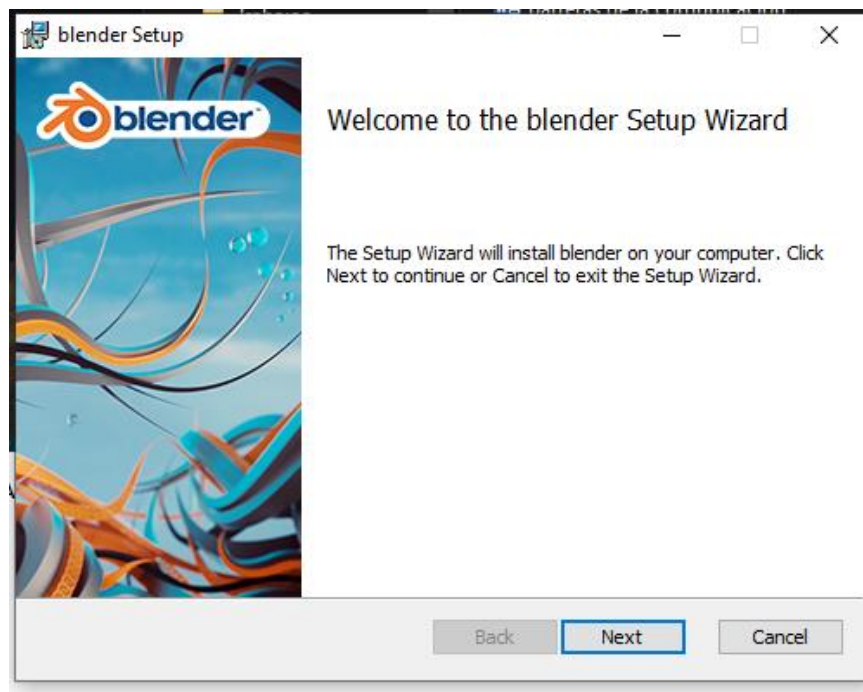 blender Setup
blender
Welcome to the blender Setup Wizard
The Setup Wizard will install blender on your computer. Click
Next to continue or Cancel to exit the Setup Wizard.
Back
Next
Cancel